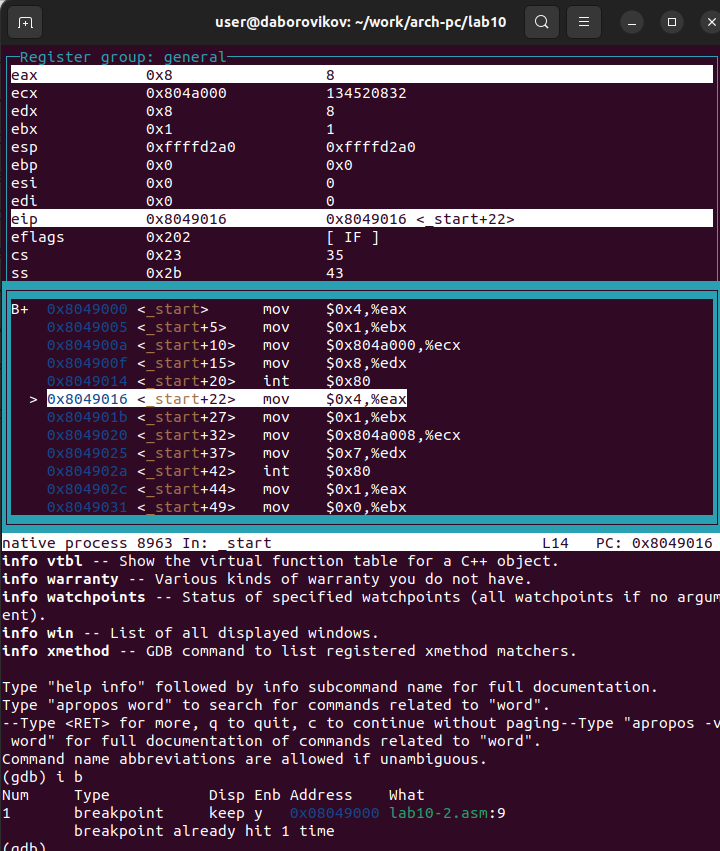 user@daborovikov: ~/work/arch-pc/lab10
Register group: general
eax 0x8 8
ecx 0x804a000 134520832
edx 0x8 8
ebx 0x1 1
esp 0xffffd2a0 0xffffd2a0
ebp 0x0 0x0
esi 0x0 0
edi 0x0 0
eip 0x8049016 0x8049016 <_start+22>
eflags 0x202 [ IF ]
cs 0x23 35
ss 0x2b 43
B+ 0x8049000 <_start> mov $0x4,%eax
0x8049005 <_start+5> mov $0x1,%ebx
0x804900a <_start+10> mov $0x804a000,%ecx
0x804900f <_start+15> mov $0x8,%edx
0x8049014 <_start+20> int $0x80
> 0x8049016 <_start+22> mov $0x4,%eax
0x804901b <_start+27> mov $0x1,%ebx
0x8049020 <_start+32> mov $0x804a008,%ecx
0x8049025 <_start+37> mov $0x7,%edx
0x804902a <_start+42> int $0x80
0x804902c <_start+44> mov $0x1,%eax
0x8049031 <_start+49> mov $0x0,%ebx
native process 8963 In: _start L14 PC: 0x8049016
info vtbl -- Show the virtual function table for a C++ object.
info warranty -- Various kinds of warranty you do not have.
info watchpoints -- Status of specified watchpoints (all watchpoints if no argum
ent).
info win -- List of all displayed windows.
info xmethod -- GDB command to list registered xmethod matchers.
Type "help info" followed by info subcommand name for full documentation.
Type "apropos word" to search for commands related to "word".
--Type <RET> for more, q to quit, c to continue without paging--Type "apropos -v
word" for full documentation of commands related to "word".
Command name abbreviations are allowed if unambiguous.
(gdb) i b
Num Type Disp Enb Address What
1 breakpoint keep y 0x08049000 lab10-2.asm:9
breakpoint already hit 1 time
(gdb)